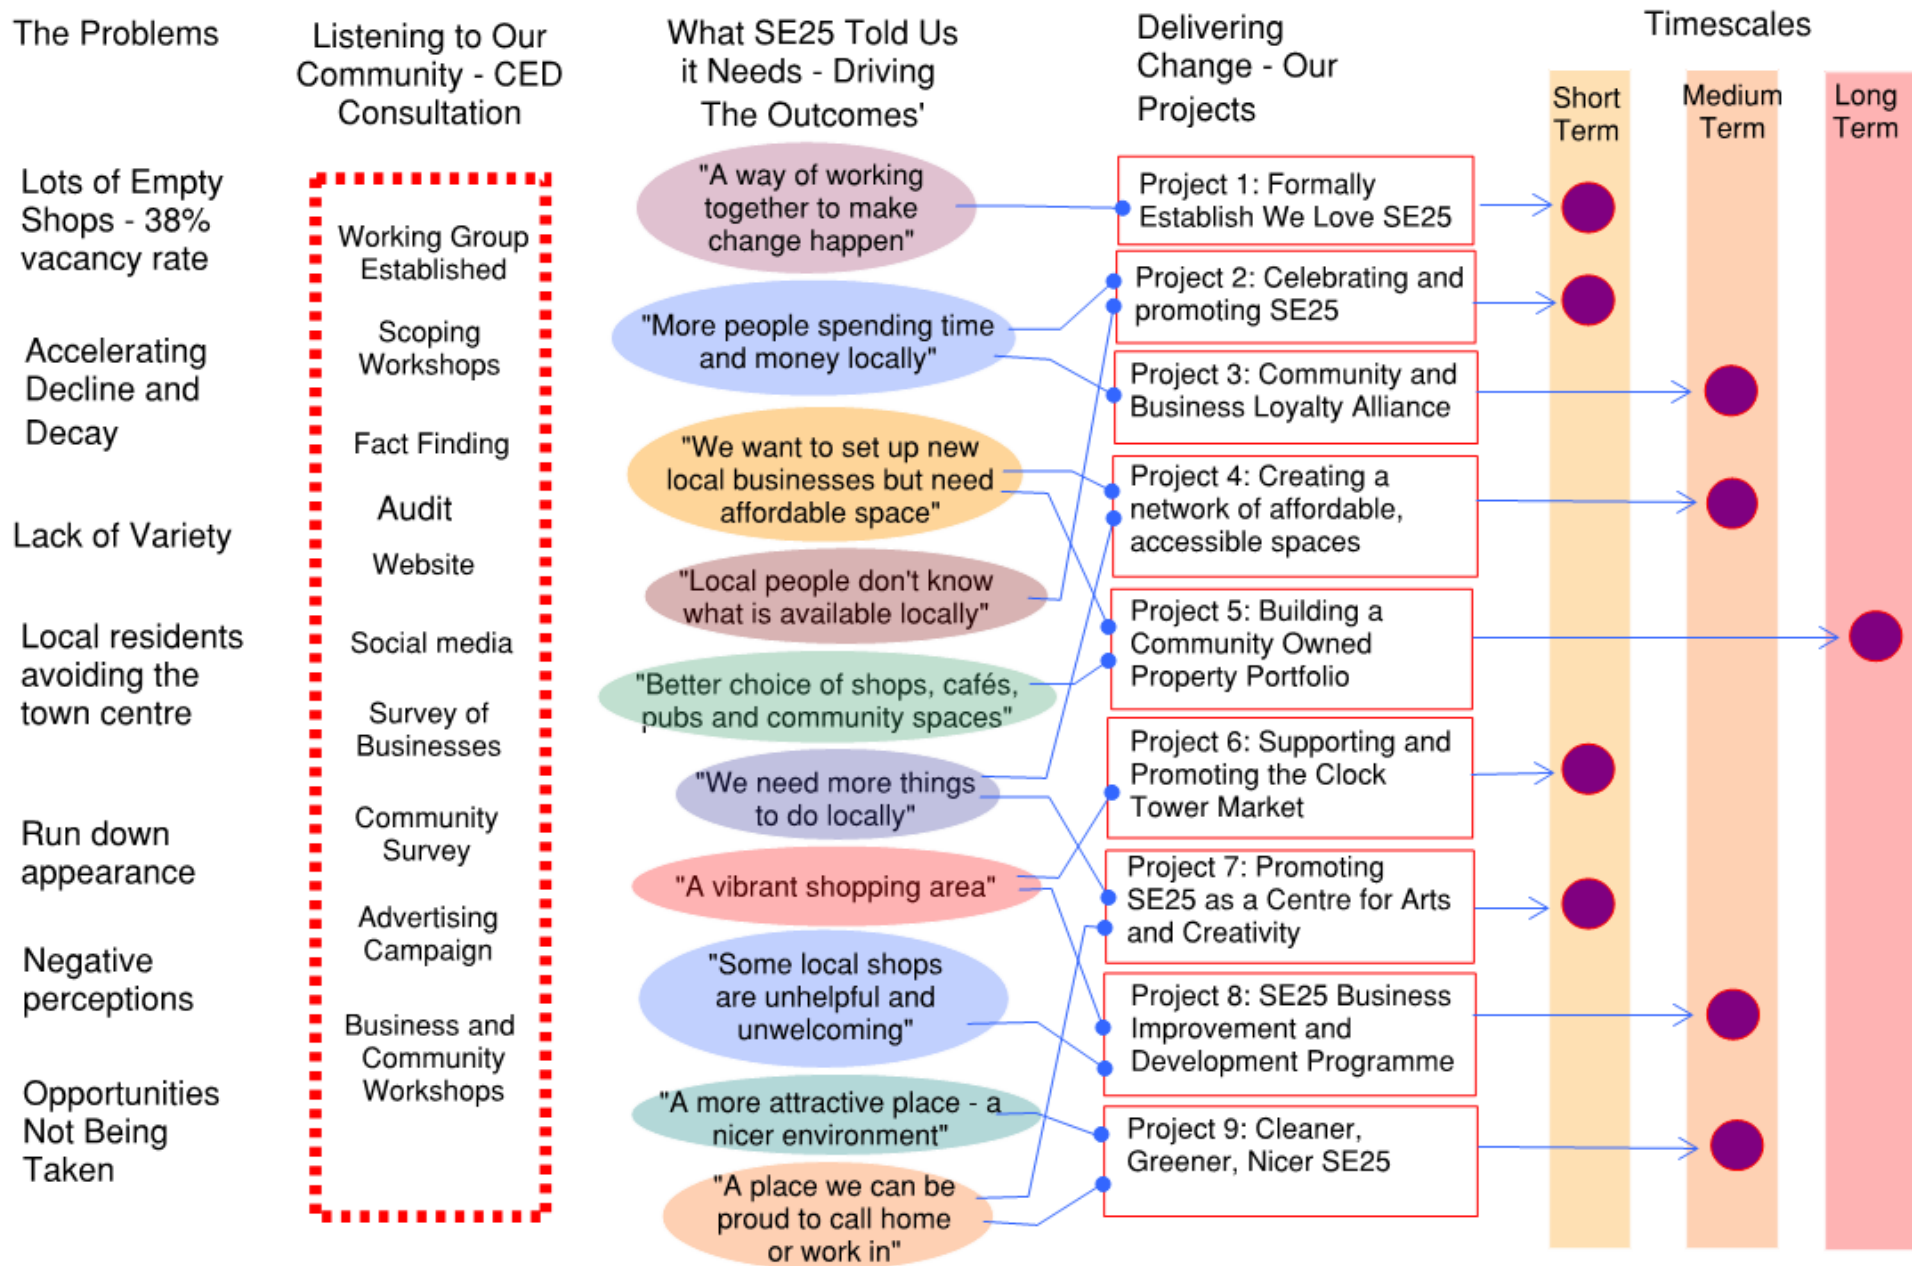 The Problems
Lots of Empty
Shops - 38%
vacancy rate
Accelerating
Decline and
Decay
Lack of Variety
Local residents
avoiding the
town centre
Run down
appearance
Negative
perceptions
Opportunities
Not Being
Taken
Listening to Our
Community - CED
Consultation
Working Group
Established
Scoping
Workshops
Fact Finding
Audit
Website
Social media
Survey of
Businesses
Community
Survey
Advertising
Campaign
Business and
Community
Workshops
What SE25 Told Us
it Needs - Driving
The Outcomes'
"A way of working
together to make
change happen"
"More people spending time
and money locally"
"We want to set up new
local businesses but need
affordable space"
"Local people don't know
what is available locally"
"Better choice of shops, cafés,
pubs and community spaces"
"We need more things
to do locally"
"A vibrant shopping area"
"Some local shops
are unhelpful and
unwelcoming"
"A more attractive place - a
nicer environment"
"A place we can be
proud to call home
or work in"
Delivering
Change - Our
Projects
Project 1: Formally
Establish We Love SE25
Project 2: Celebrating and
promoting SE25
Project 3: Community and
Business Loyalty Alliance
Project 4: Creating a
network of affordable,
accessible spaces
Project 5: Building a
Community Owned
Property Portfolio
Project 6: Supporting and
Promoting the Clock
Tower Market
Project 7: Promoting
SE25 as a Centre for Arts
and Creativity
Project 8: SE25 Business
Improvement and
Development Programme
Project 9: Cleaner,
Greener, Nicer SE25
Timescales
Short
Term
Medium
Term
Long
Term